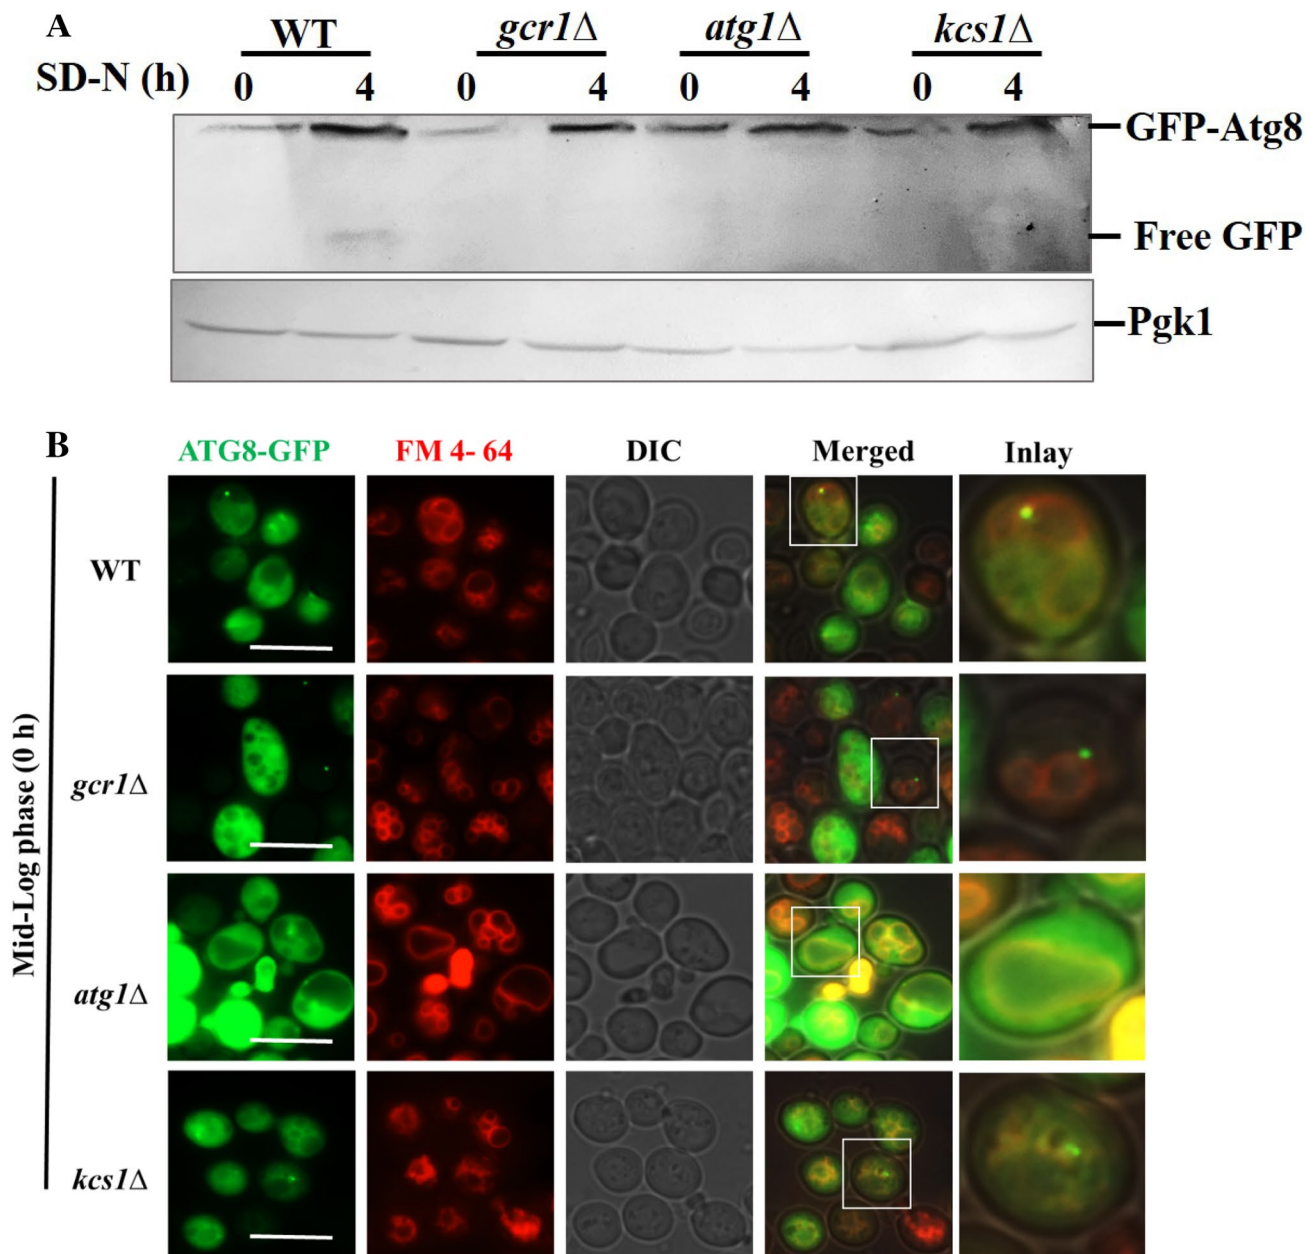 A
WT gcr1Δ atg1Δ kcs1Δ
SD-N (h) 0 4 0 4 0 4 0 4
GFP-Atg8
Free GFP
Pgk1
B
ATG8-GFP FM 4- 64 DIC Merged Inlay
Mid-Log phase (0 h)
WT
gcr1Δ
atg1Δ
kcs1Δ